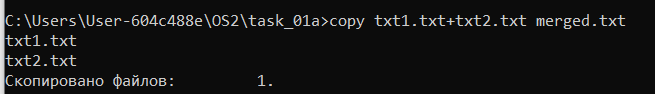 C:\Users\User-604c488e\OS2\task_01a>copy txt1.txt+txt2.txt merged.txt
txt1.txt
txt2.txt
Скопировано файлов:         1.